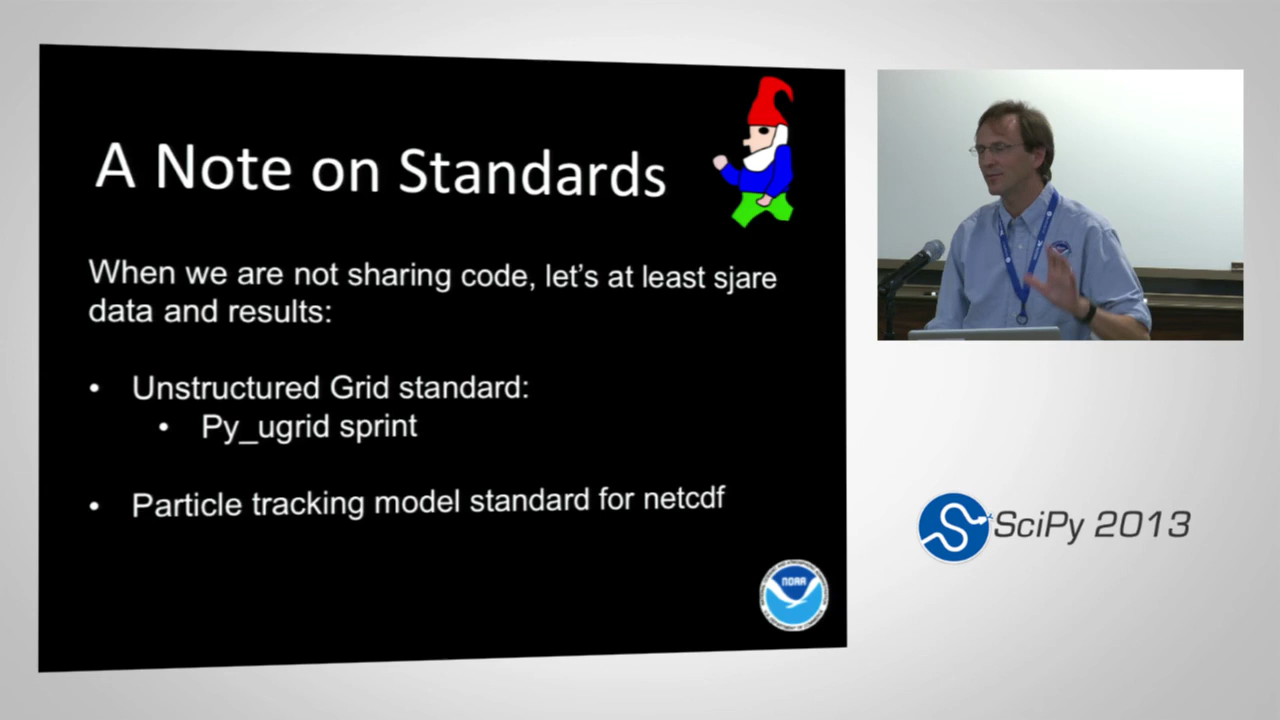 A Note on Standards
When we are not sharing code, let's at least sjare
data and results:
• Unstructured Grid standard:
• Py_ugrid sprint
• Particle tracking model standard for netcdf
NOAA
SciPy 2013